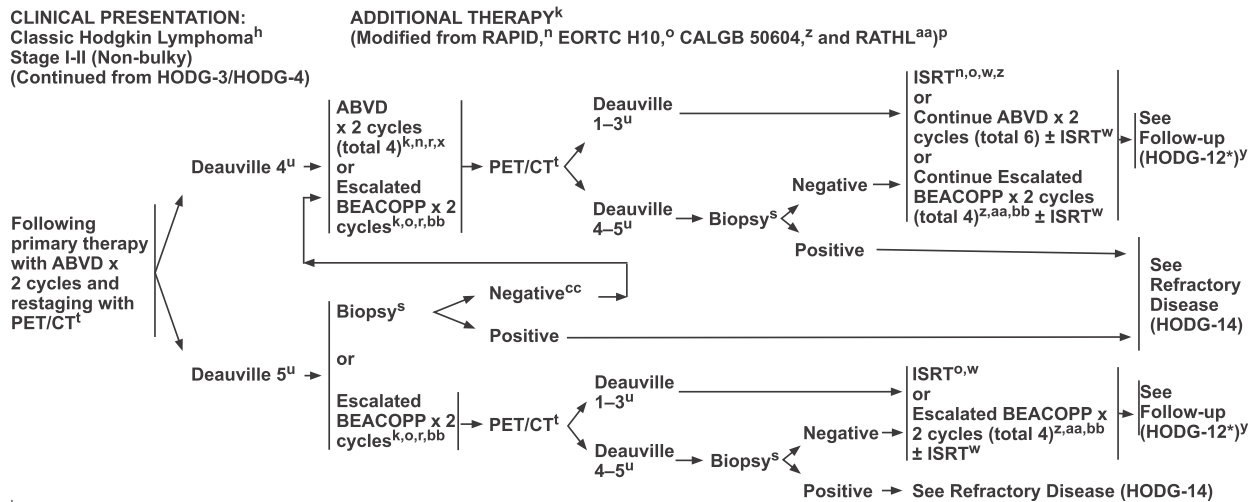 CLINICAL PRESENTATION:
Classic Hodgkin Lymphoma^h
Stage I-II (Non-bulky)
(Continued from HODG-3/HODG-4)
ADDITIONAL THERAPY^k
(Modified from RAPID,^n EORTC H10,^o CALGB 50604,^z and RATHL^aa)^p
Following
primary therapy
with ABVD x
2 cycles and
restaging with
PET/CT^t
Deauville 4^u
ABVD
x 2 cycles
(total 4)^k,n,r,x
or
Escalated
BEACOPP x 2
cycles^k,o,r,bb
PET/CT^t
Deauville
1–3^u
Deauville
4–5^u
Biopsy^s
Negative
Positive
ISRT^n,o,w,z
or
Continue ABVD x 2
cycles (total 6) ± ISRT^w
or
Continue Escalated
BEACOPP x 2 cycles
(total 4)^z,aa,bb ± ISRT^w
See
Follow-up
(HODG-12*)^y
See
Refractory
Disease
(HODG-14)
Deauville 5^u
Biopsy^s
Negative^cc
Positive
or
Escalated
BEACOPP x 2
cycles^k,o,r,bb
PET/CT^t
Deauville
1–3^u
Deauville
4–5^u
Biopsy^s
Negative
Positive
ISRT^o,w
or
Escalated BEACOPP x
2 cycles (total 4)^z,aa,bb
± ISRT^w
See
Follow-up
(HODG-12*)^y
See Refractory Disease (HODG-14)